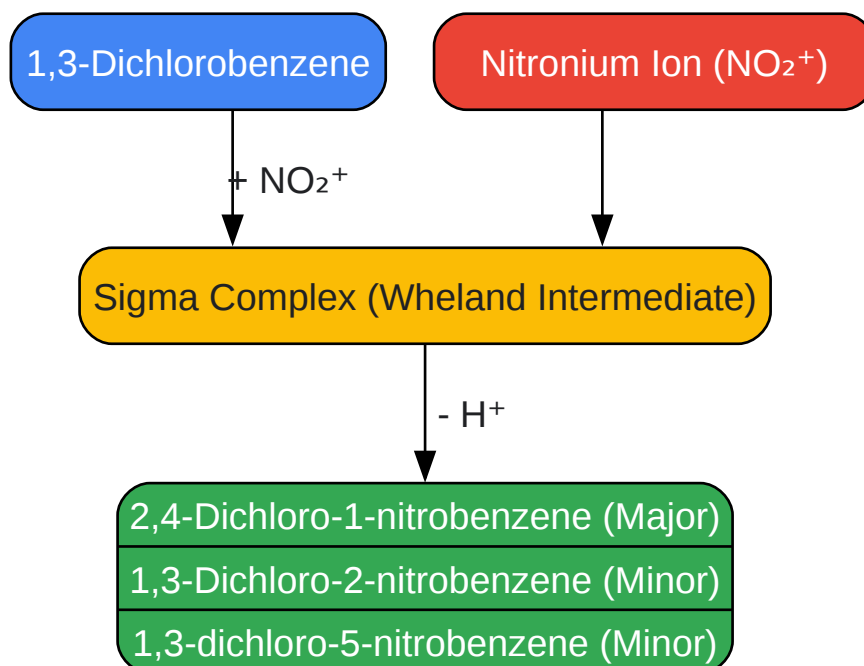 1,3-Dichlorobenzene
Nitronium Ion (NO₂⁺)
+ NO₂⁺
Sigma Complex (Wheland Intermediate)
- H⁺
2,4-Dichloro-1-nitrobenzene (Major)
1,3-Dichloro-2-nitrobenzene (Minor)
1,3-dichloro-5-nitrobenzene (Minor)